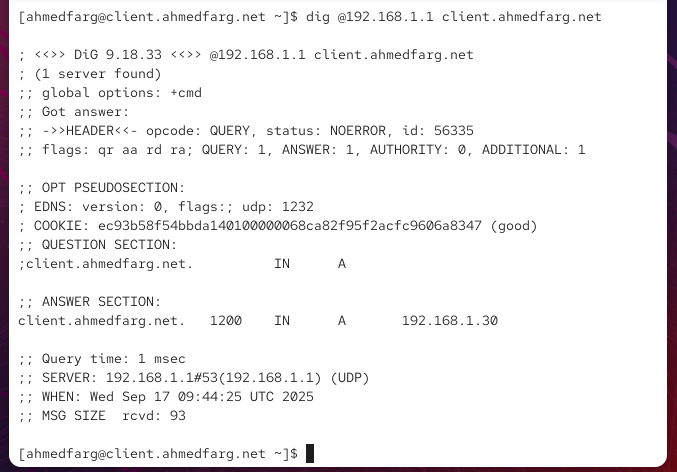 [ahmedfarg@client.ahmedfarg.net ~]$ dig @192.168.1.1 client.ahmedfarg.net
; <<>> DiG 9.18.33 <<>> @192.168.1.1 client.ahmedfarg.net
; (1 server found)
;; global options: +cmd
;; Got answer:
;; ->>HEADER<<- opcode: QUERY, status: NOERROR, id: 56335
;; flags: qr aa rd ra; QUERY: 1, ANSWER: 1, AUTHORITY: 0, ADDITIONAL: 1
;; OPT PSEUDOSECTION:
; EDNS: version: 0, flags:; udp: 1232
; COOKIE: ec93b58f54bbda140100000068ca82f95f2acfc9606a8347 (good)
;; QUESTION SECTION:
;client.ahmedfarg.net. IN A
;; ANSWER SECTION:
client.ahmedfarg.net. 1200 IN A 192.168.1.30
;; Query time: 1 msec
;; SERVER: 192.168.1.1#53(192.168.1.1) (UDP)
;; WHEN: Wed Sep 17 09:44:25 UTC 2025
;; MSG SIZE rcvd: 93
[ahmedfarg@client.ahmedfarg.net ~]$